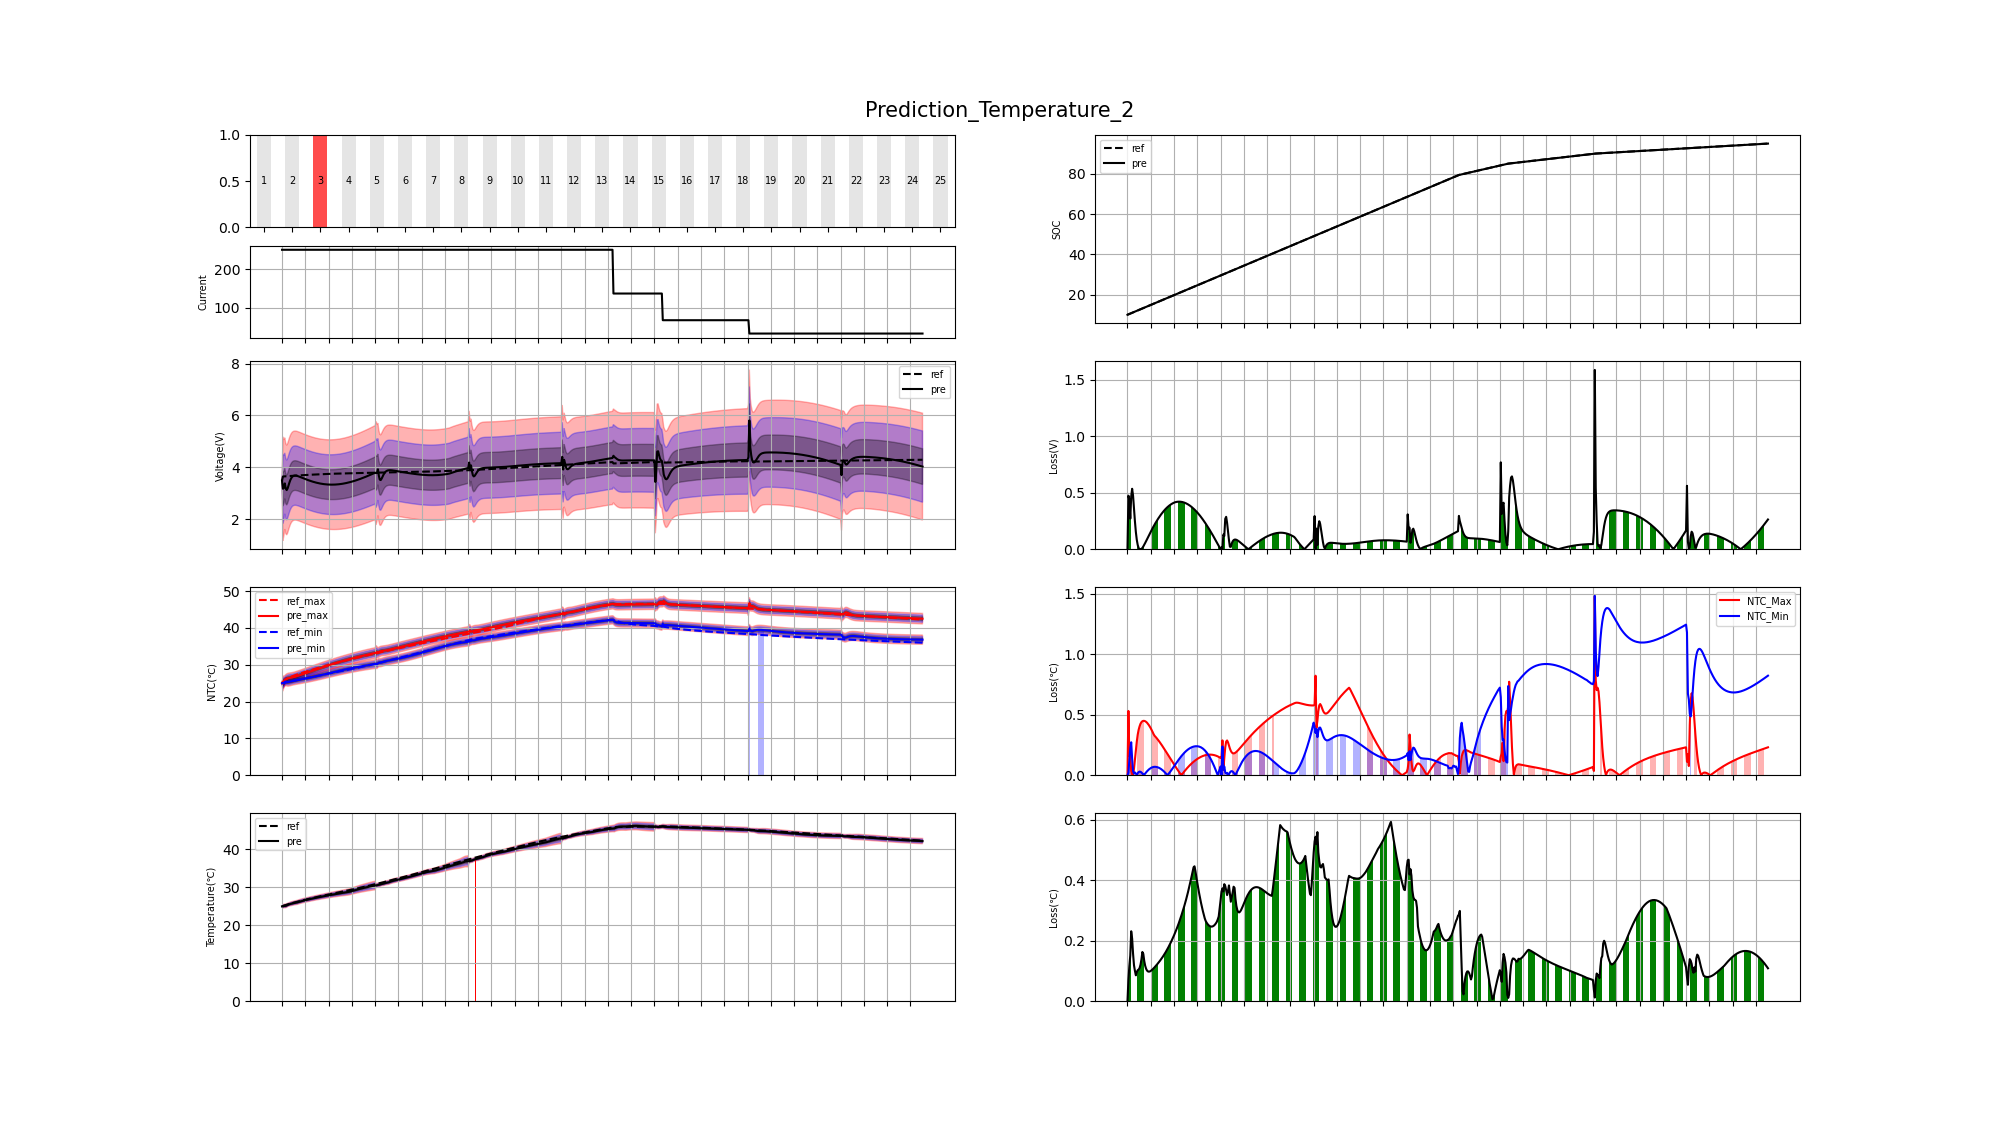 Prediction_Temperature_2
1.0
0.5
0.0
1 2 3 4 5 6 7 8 9 10 11 12 13 14 15 16 17 18 19 20 21 22 23 24 25
Current
200
100
Voltage(V)
8
6
4
2
ref
pre
NTC(℃)
50
40
30
20
10
0
ref_max
pre_max
ref_min
pre_min
Temperature(℃)
40
30
20
10
0
ref
pre
SOC
80
60
40
20
ref
pre
Loss(V)
1.5
1.0
0.5
0.0
Loss(℃)
1.5
1.0
0.5
0.0
NTC_Max
NTC_Min
Loss(℃)
0.6
0.4
0.2
0.0